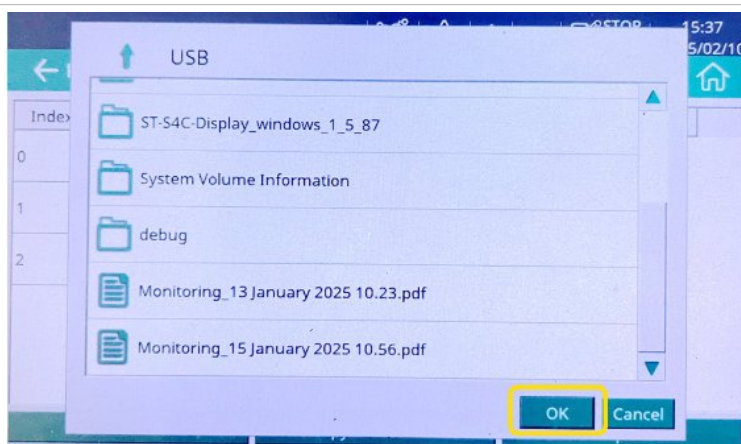 STOP
15:37
USB
Index
ST-S4C-Display_windows_1_5_87
0
System Volume Information
1
debug
2
Monitoring_13 January 2025 10.23.pdf
Monitoring_15 January 2025 10.56.pdf
OK
Cancel